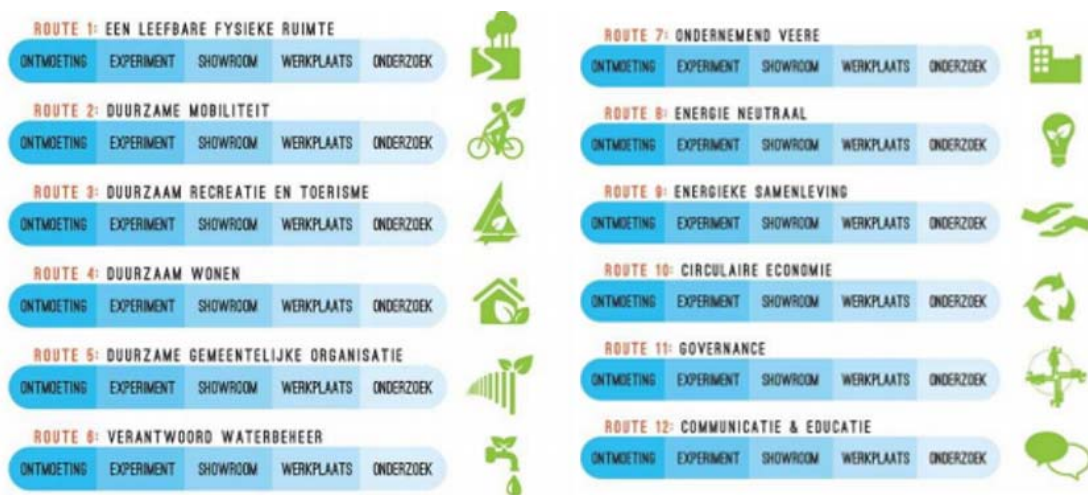 ROUTE 1: EEN LEEFBARE FYSIEKE RUIMTE
ONTMOETING EXPERIMENT SHOWROOM WERKPLAATS ONDERZOEK
ROUTE 2: DUURZAME MOBILITEIT
ONTMOETING EXPERIMENT SHOWROOM WERKPLAATS ONDERZOEK
ROUTE 3: DUURZAAM RECREATIE EN TOERISME
ONTMOETING EXPERIMENT SHOWROOM WERKPLAATS ONDERZOEK
ROUTE 4: DUURZAAM WONEN
ONTMOETING EXPERIMENT SHOWROOM WERKPLAATS ONDERZOEK
ROUTE 5: DUURZAME GEMEENTELIJKE ORGANISATIE
ONTMOETING EXPERIMENT SHOWROOM WERKPLAATS ONDERZOEK
ROUTE 6: VERANTWOORD WATERBEHEER
ONTMOETING EXPERIMENT SHOWROOM WERKPLAATS ONDERZOEK
ROUTE 7: ONDERNEMEND VEERE
ONTMOETING EXPERIMENT SHOWROOM WERKPLAATS ONDERZOEK
ROUTE 8: ENERGIE NEUTRAAL
ONTMOETING EXPERIMENT SHOWROOM WERKPLAATS ONDERZOEK
ROUTE 9: ENERGIEKE SAMENLEVING
ONTMOETING EXPERIMENT SHOWROOM WERKPLAATS ONDERZOEK
ROUTE 10: CIRCULAIRE ECONOMIE
ONTMOETING EXPERIMENT SHOWROOM WERKPLAATS ONDERZOEK
ROUTE 11: GOVERNANCE
ONTMOETING EXPERIMENT SHOWROOM WERKPLAATS ONDERZOEK
ROUTE 12: COMMUNICATIE & EDUCATIE
ONTMOETING EXPERIMENT SHOWROOM WERKPLAATS ONDERZOEK